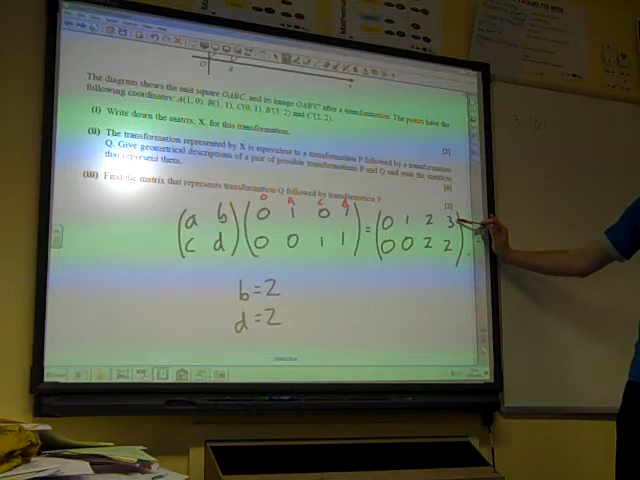 The diagram shows the unit square OABC, and its image OAB'C' after a transformation. The points have the
following coordinates: A(1, 0), B(1, 1), C(0, 1), B'(3, 2) and C'(2, 2).
(i) Write down the matrix, X, for this transformation.
[2]
(ii) The transformation represented by X is equivalent to a transformation P followed by a transformation
Q. Give geometrical descriptions of a pair of possible transformations P and Q and state the matrices
that represent them.
[6]
(iii) Find the matrix that represents transformation Q followed by transformation P.
[2]
O A C
(a b)(0 1 0 1) = (0 1 2 3)
(c d)(0 0 1 1) (0 0 2 2)
b = 2
d = 2